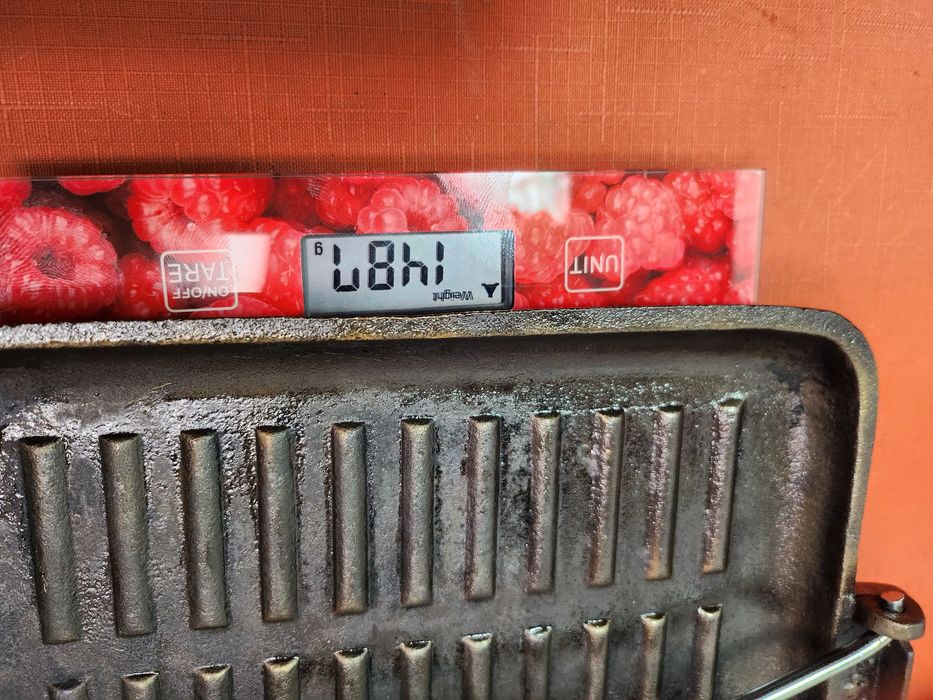 UNIT
Weight
1487 g
ON/OFF
TARE